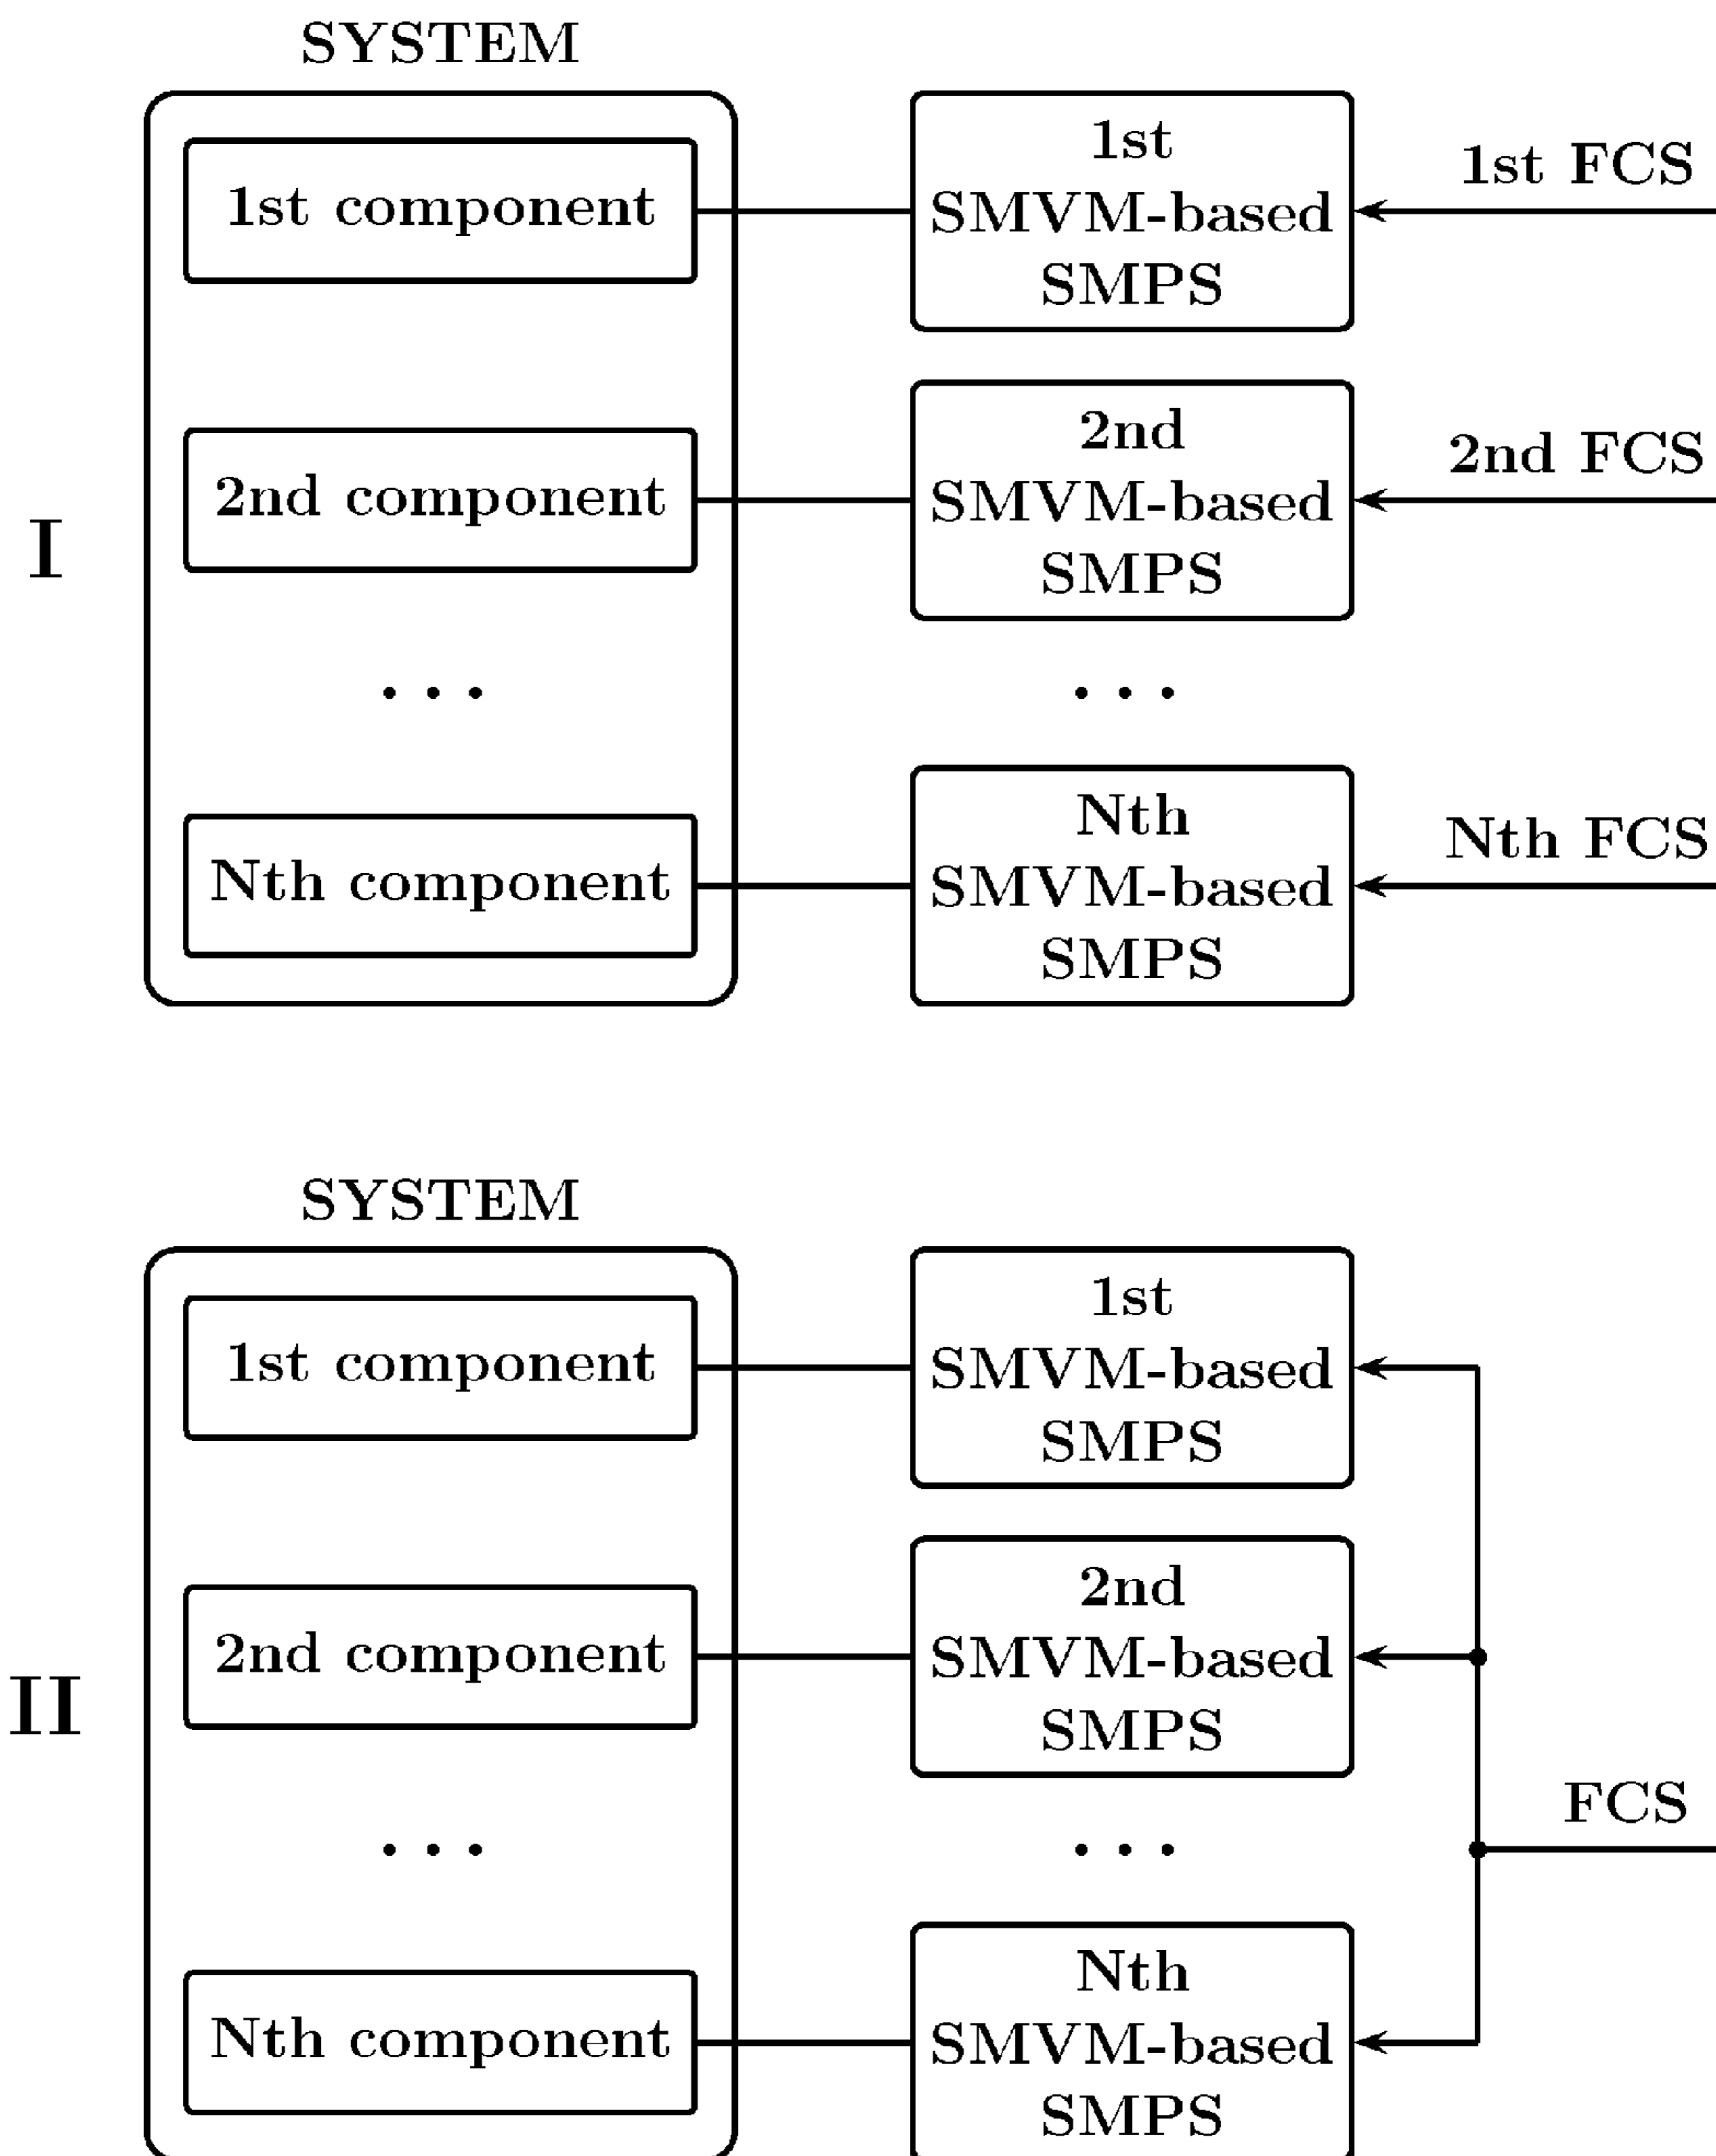 SYSTEM
1st component
1st
SMVM-based
SMPS
1st FCS
I
2nd component
2nd
SMVM-based
SMPS
2nd FCS
. . .
. . .
Nth component
Nth
SMVM-based
SMPS
Nth FCS
SYSTEM
1st component
1st
SMVM-based
SMPS
II
2nd component
2nd
SMVM-based
SMPS
FCS
. . .
. . .
Nth component
Nth
SMVM-based
SMPS